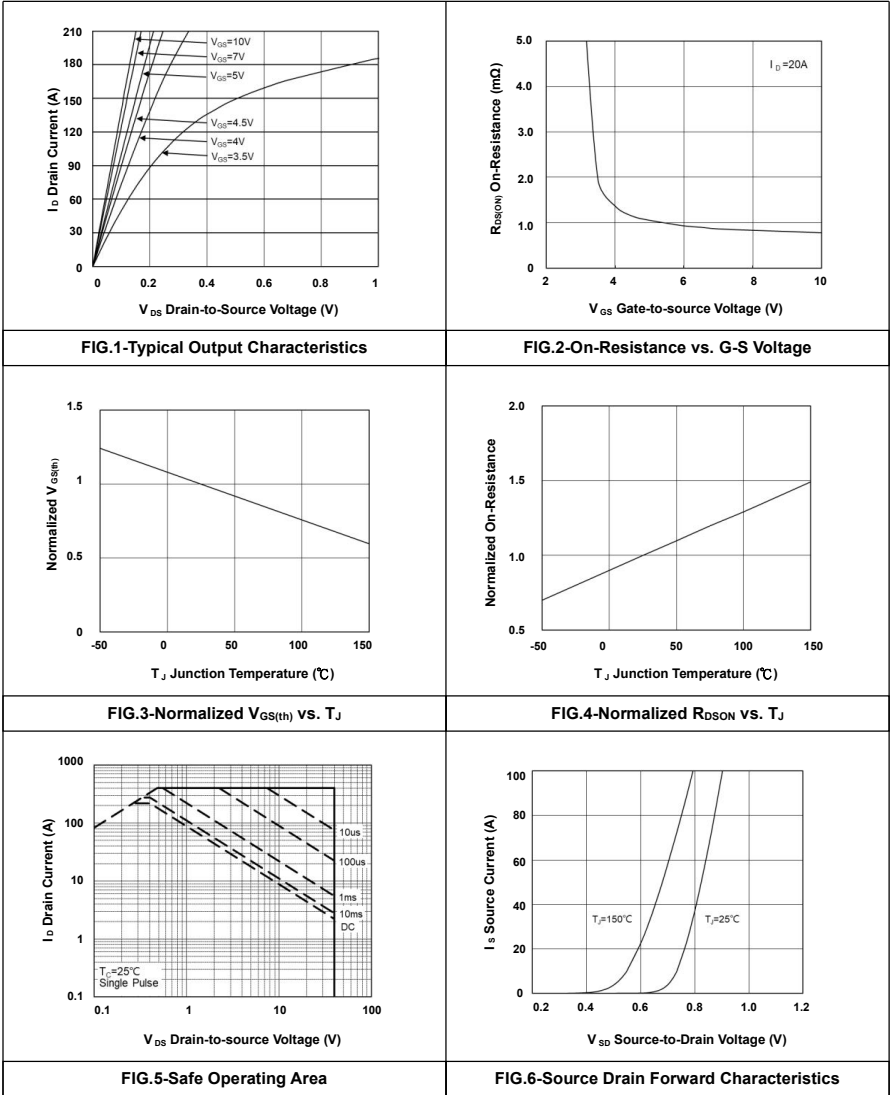 210
180
150
120
90
60
30
0
I D Drain Current (A)
VGS=10V
VGS=7V
VGS=5V
VGS=4.5V
VGS=4V
VGS=3.5V
0 0.2 0.4 0.6 0.8 1
V DS Drain-to-Source Voltage (V)
FIG.1-Typical Output Characteristics
5.0
4.0
3.0
2.0
1.0
0
RDS(ON) On-Resistance (mΩ)
I D =20A
2 4 6 8 10
V GS Gate-to-source Voltage (V)
FIG.2-On-Resistance vs. G-S Voltage
1.5
1
0.5
0
Normalized V GS(th)
-50 0 50 100 150
T J Junction Temperature (℃)
FIG.3-Normalized VGS(th) vs. TJ
2.0
1.5
1.0
0.5
Normalized On-Resistance
-50 0 50 100 150
T J Junction Temperature (℃)
FIG.4-Normalized RDSON vs. TJ
1000
100
10
1
0.1
I D Drain Current (A)
10us
100us
1ms
10ms
DC
TC=25℃
Single Pulse
0.1 1 10 100
V DS Drain-to-source Voltage (V)
FIG.5-Safe Operating Area
100
80
60
40
20
0
I S Source Current (A)
TJ=150℃
TJ=25℃
0.2 0.4 0.6 0.8 1.0 1.2
V SD Source-to-Drain Voltage (V)
FIG.6-Source Drain Forward Characteristics